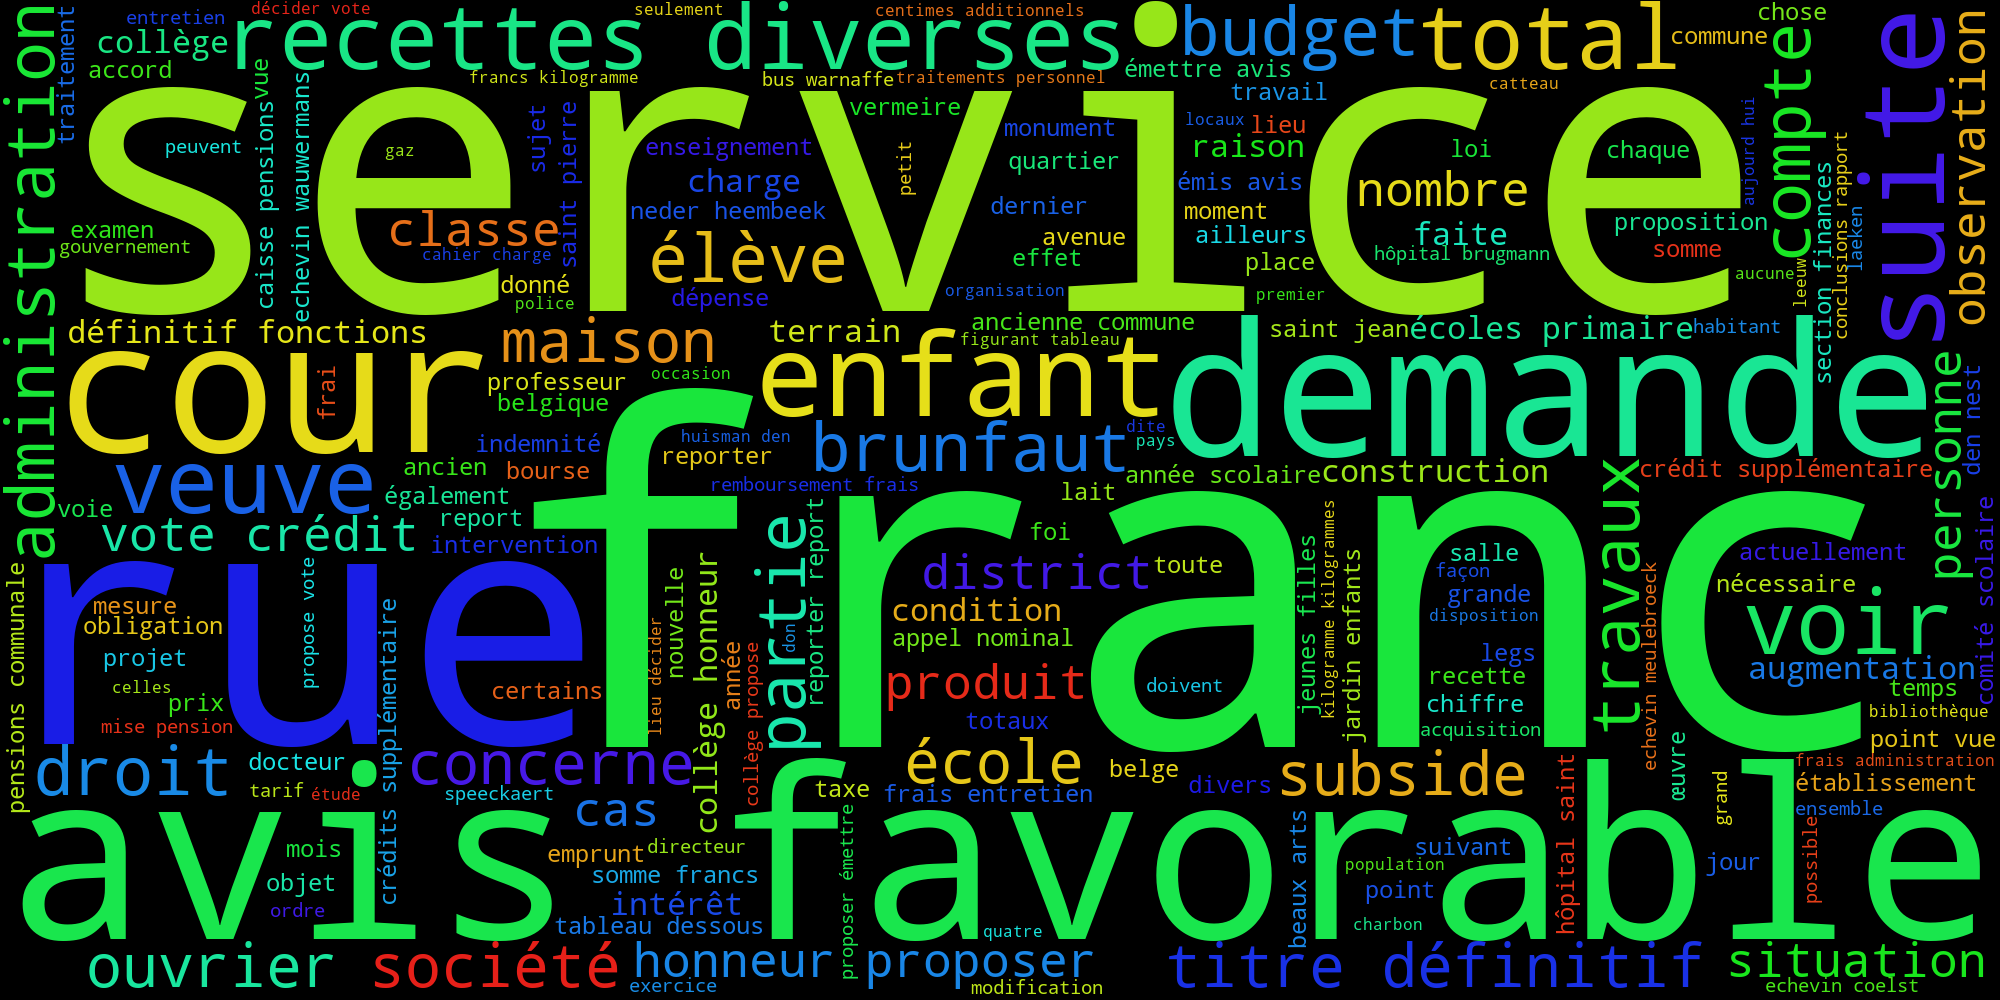 entretien
décider vote
seulement
centimes additionnels
chose
traitement
collège
recettes diverses
budget
total
commune
suite
observation
accord
vue
francs kilogramme
bus warnaffe
traitements personnel
émettre avis
catteau
compte
administration
service
peuvent
caisse pensions
echevin wauwermans
gaz
sujet
saint pierre
enseignement
vermeire
petit
monument
quartier
travail
locaux
lieu
raison
loi
chaque
aujourd hui
conclusions rapport
section finances
laeken
charge
neder heembeek
dernier
émis avis
moment
nombre
proposition
examen
gouvernement
classe
cahier charge
élève
avenue
effet
ailleurs
faite
hôpital brugmann
somme
donné
police
dépense
organisation
place
premier
aucune
leeuw
définitif fonctions
maison
terrain
ancienne commune
figurant tableau
saint jean
écoles primaire
habitant
cour
frai
professeur
belgique
occasion
enfant
demande
personne
den nest
indemnité
huisman den
reporter
brunfaut
dite
pays
veuve
ancien
bourse
remboursement frais
année scolaire
construction
crédit supplémentaire
voie
également
report
lait
vote crédit
intervention
franc
partie
reporter report
foi
jeunes filles
kilogramme kilogrammes
jardin enfants
salle
travaux
actuellement
comité scolaire
pensions communale
rue
district
toute
façon
grande
disposition
echevin meulebroeck
nécessaire
mesure
obligation
propose vote
crédits supplémentaire
nouvelle
collège honneur
don
condition
appel nominal
voir
projet
lieu décider
année
collège propose
legs
augmentation
celles
prix
certains
produit
doivent
recette
chiffre
temps
mise pension
totaux
acquisition
bibliothèque
point vue
droit
docteur
concerne
école
belge
subside
hôpital saint
œuvre
frais administration
établissement
tarif
étude
speeckaert
cas
taxe
frais entretien
divers
grand
ensemble
avis favorable
mois
emprunt
directeur
proposer émettre
beaux arts
suivant
population
jour
possible
objet
somme francs
point
ordre
intérêt
tableau dessous
quatre
charbon
ouvrier
société
honneur proposer
titre définitif
situation
exercice
modification
echevin coelst